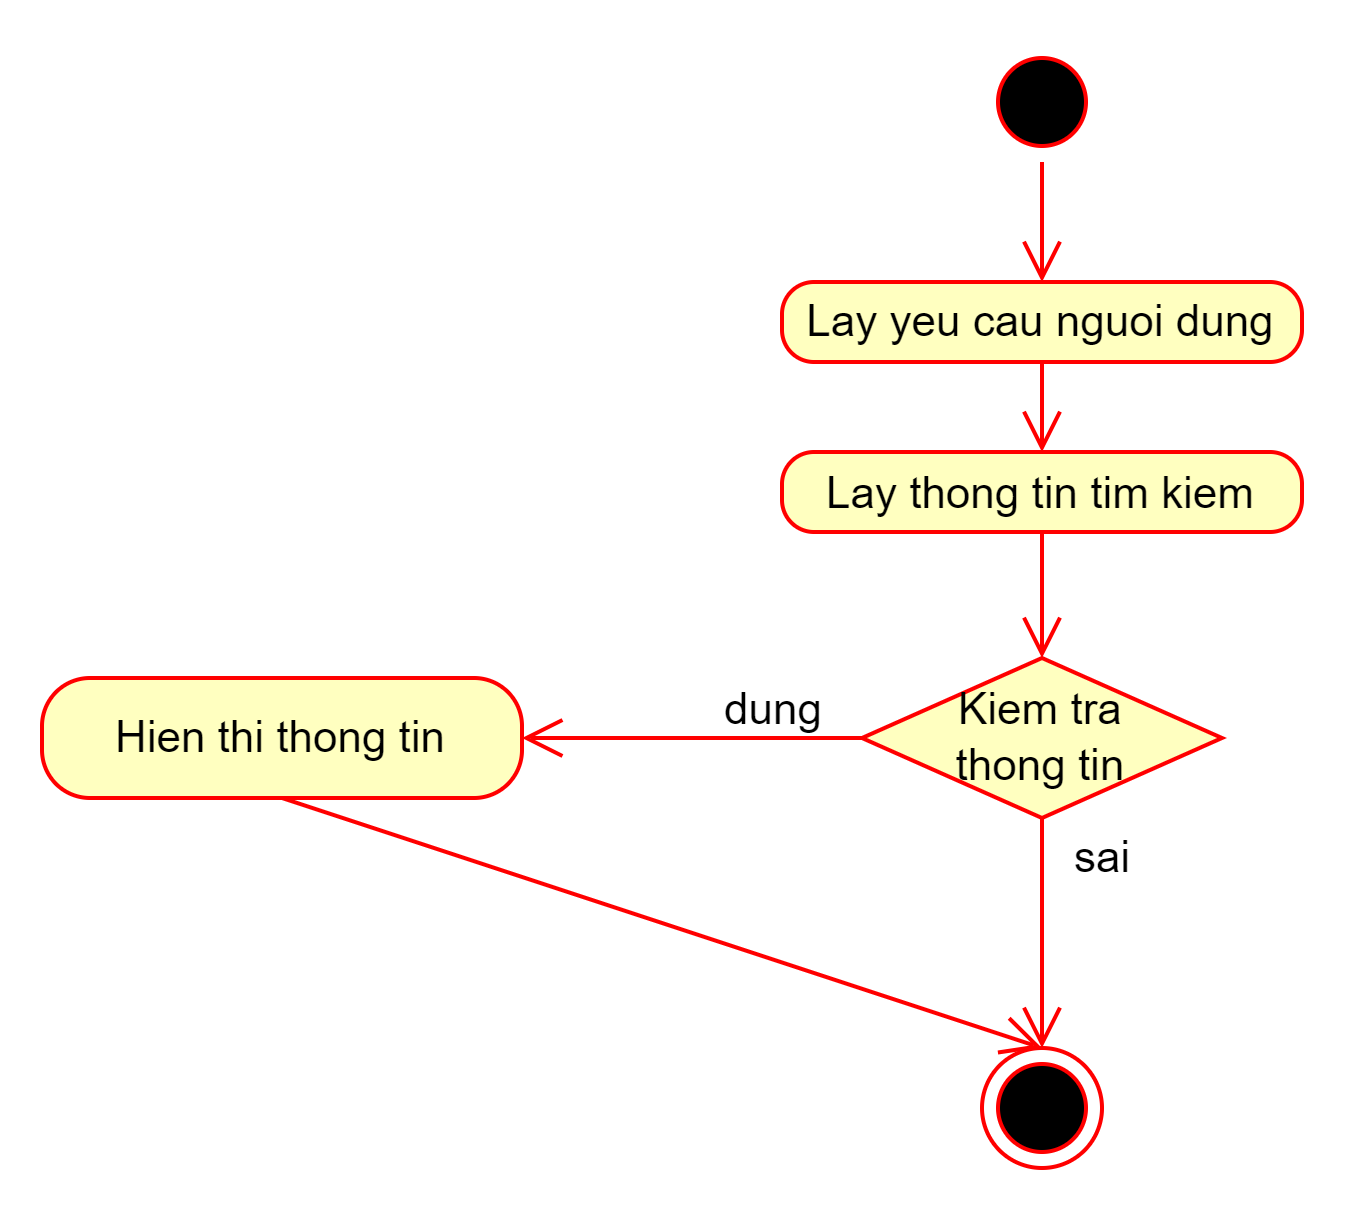 Lay yeu cau nguoi dung
Lay thong tin tim kiem
Kiem tra
thong tin
dung
Hien thi thong tin
sai